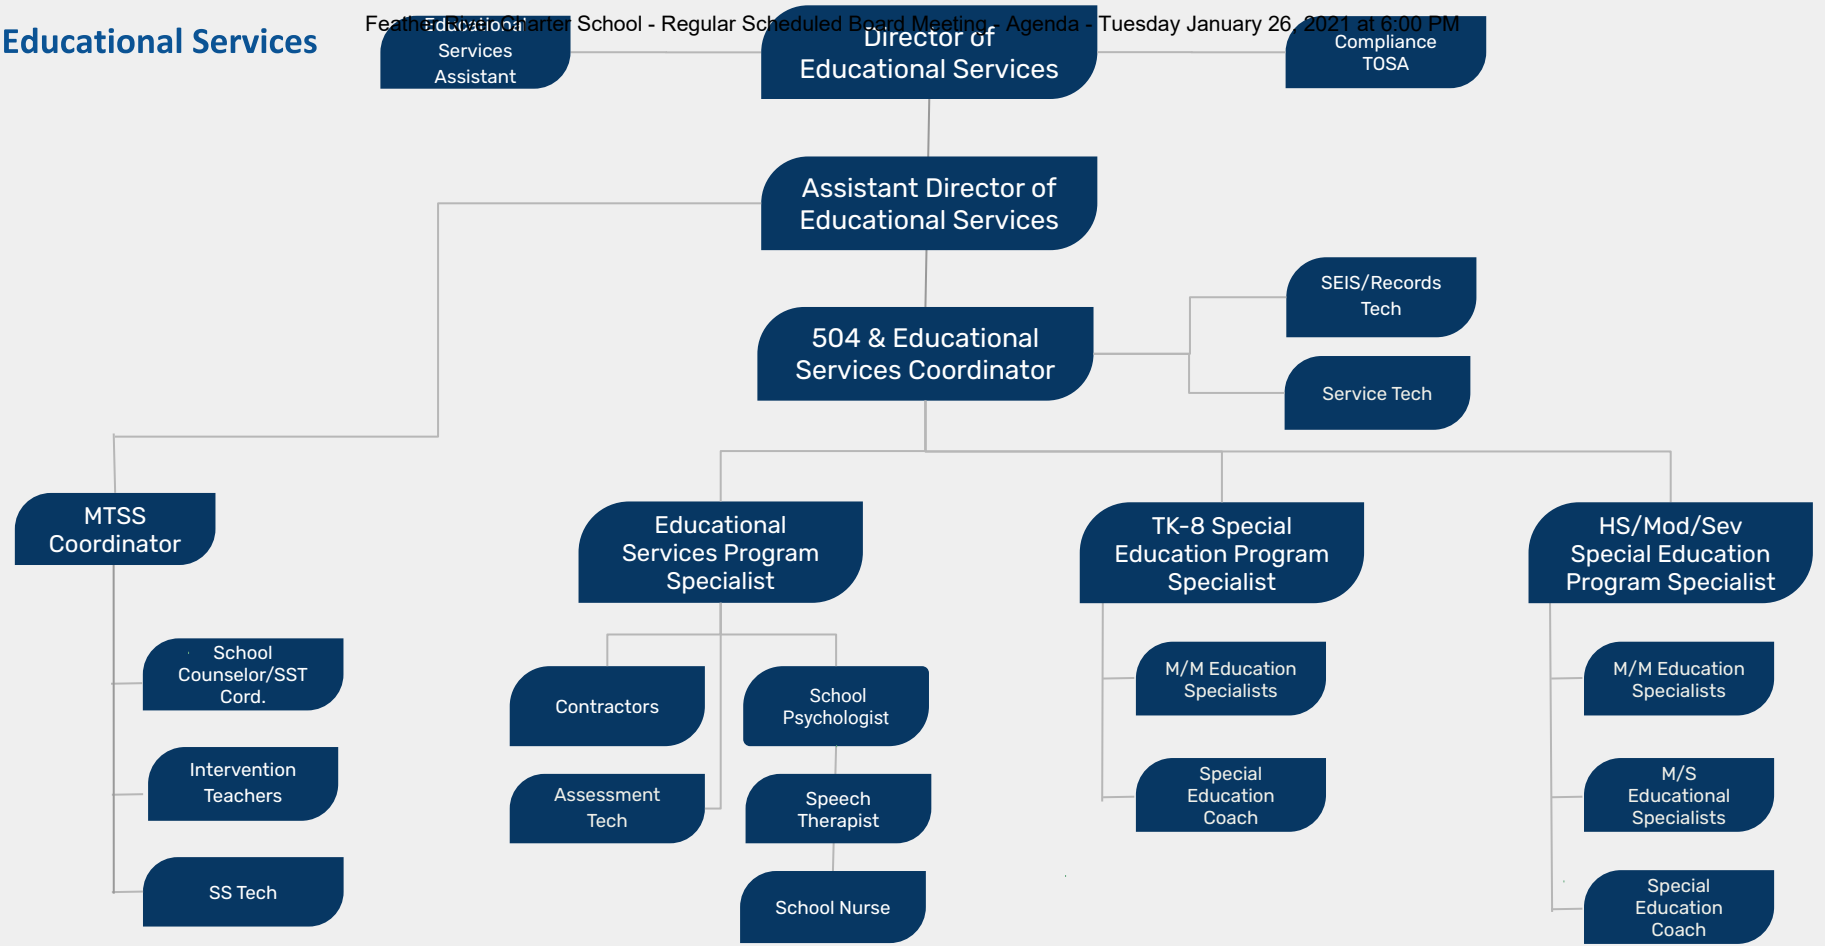 Feather River Charter School - Regular Scheduled Board Meeting - Agenda - Tuesday January 26, 2021 at 6:00 PM
Educational Services
Educational
Services
Assistant
Director of
Educational Services
Compliance
TOSA
Assistant Director of
Educational Services
504 & Educational
Services Coordinator
SEIS/Records
Tech
Service Tech
MTSS
Coordinator
Educational
Services Program
Specialist
TK-8 Special
Education Program
Specialist
HS/Mod/Sev
Special Education
Program Specialist
School
Counselor/SST
Cord.
Intervention
Teachers
SS Tech
Contractors
Assessment
Tech
School
Psychologist
Speech
Therapist
School Nurse
M/M Education
Specialists
Special
Education
Coach
M/M Education
Specialists
M/S
Educational
Specialists
Special
Education
Coach